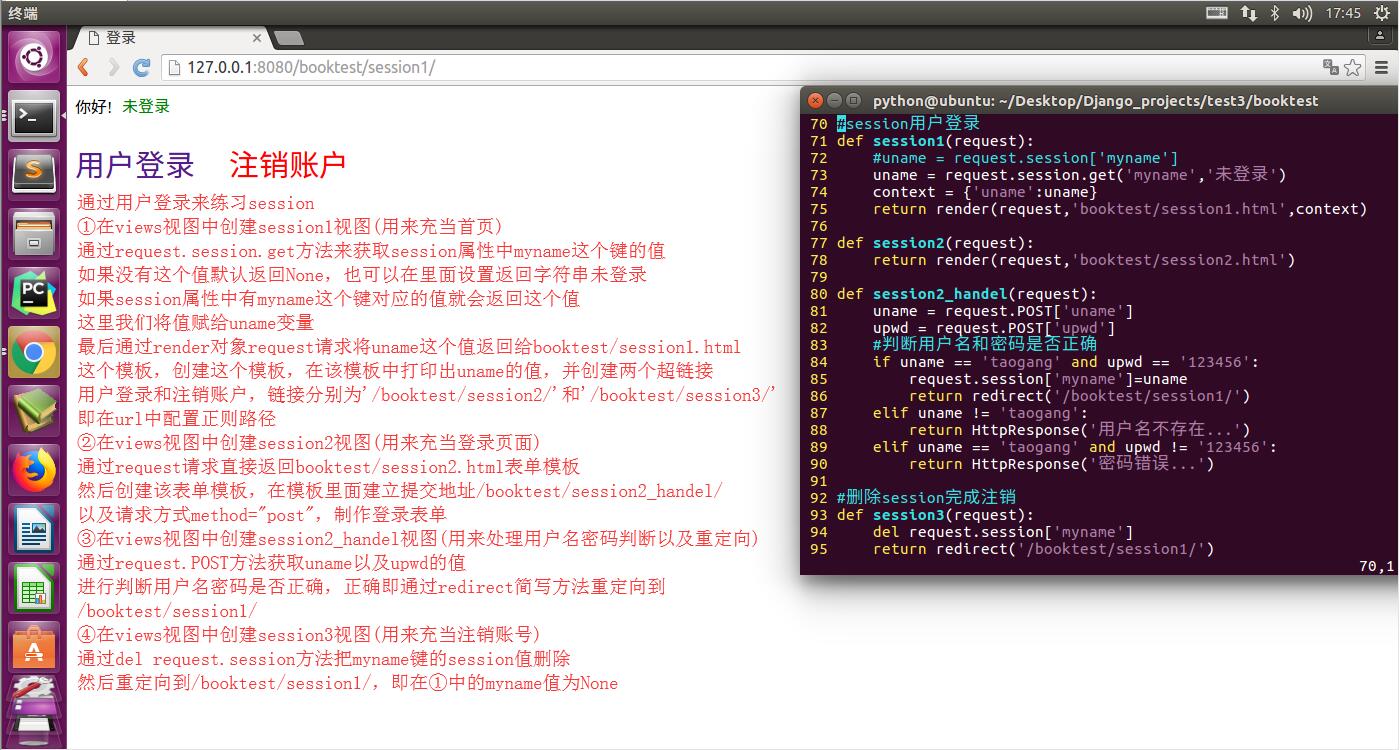 终端
17:45
登录
127.0.0.1:8080/booktest/session1/
你好！未登录
用户登录 注销账户
通过用户登录来练习session
①在views视图中创建session1视图(用来充当首页)
通过request.session.get方法来获取session属性中myname这个键的值
如果没有这个值默认返回None，也可以在里面设置返回字符串未登录
如果session属性中有myname这个键对应的值就会返回这个值
这里我们将值赋给uname变量
最后通过render对象request请求将uname这个值返回给booktest/session1.html
这个模板，创建这个模板，在该模板中打印出uname的值，并创建两个超链接
用户登录和注销账户，链接分别为'/booktest/session2/'和'/booktest/session3/'
即在url中配置正则路径
②在views视图中创建session2视图(用来充当登录页面)
通过request请求直接返回booktest/session2.html表单模板
然后创建该表单模板，在模板里面建立提交地址/booktest/session2_handel/
以及请求方式method="post"，制作登录表单
③在views视图中创建session2_handel视图(用来处理用户名密码判断以及重定向)
通过request.POST方法获取uname以及upwd的值
进行判断用户名密码是否正确，正确即通过redirect简写方法重定向到
/booktest/session1/
④在views视图中创建session3视图(用来充当注销账号)
通过del request.session方法把myname键的session值删除
然后重定向到/booktest/session1/，即在①中的myname值为None
python@ubuntu: ~/Desktop/Django_projects/test3/booktest
70 #session用户登录
71 def session1(request):
72     #uname = request.session['myname']
73     uname = request.session.get('myname','未登录')
74     context = {'uname':uname}
75     return render(request,'booktest/session1.html',context)
76
77 def session2(request):
78     return render(request,'booktest/session2.html')
79
80 def session2_handel(request):
81     uname = request.POST['uname']
82     upwd = request.POST['upwd']
83     #判断用户名和密码是否正确
84     if uname == 'taogang' and upwd == '123456':
85         request.session['myname']=uname
86         return redirect('/booktest/session1/')
87     elif uname != 'taogang':
88         return HttpResponse('用户名不存在...')
89     elif uname == 'taogang' and upwd != '123456':
90         return HttpResponse('密码错误...')
91
92 #删除session完成注销
93 def session3(request):
94     del request.session['myname']
95     return redirect('/booktest/session1/')
70,1
PC